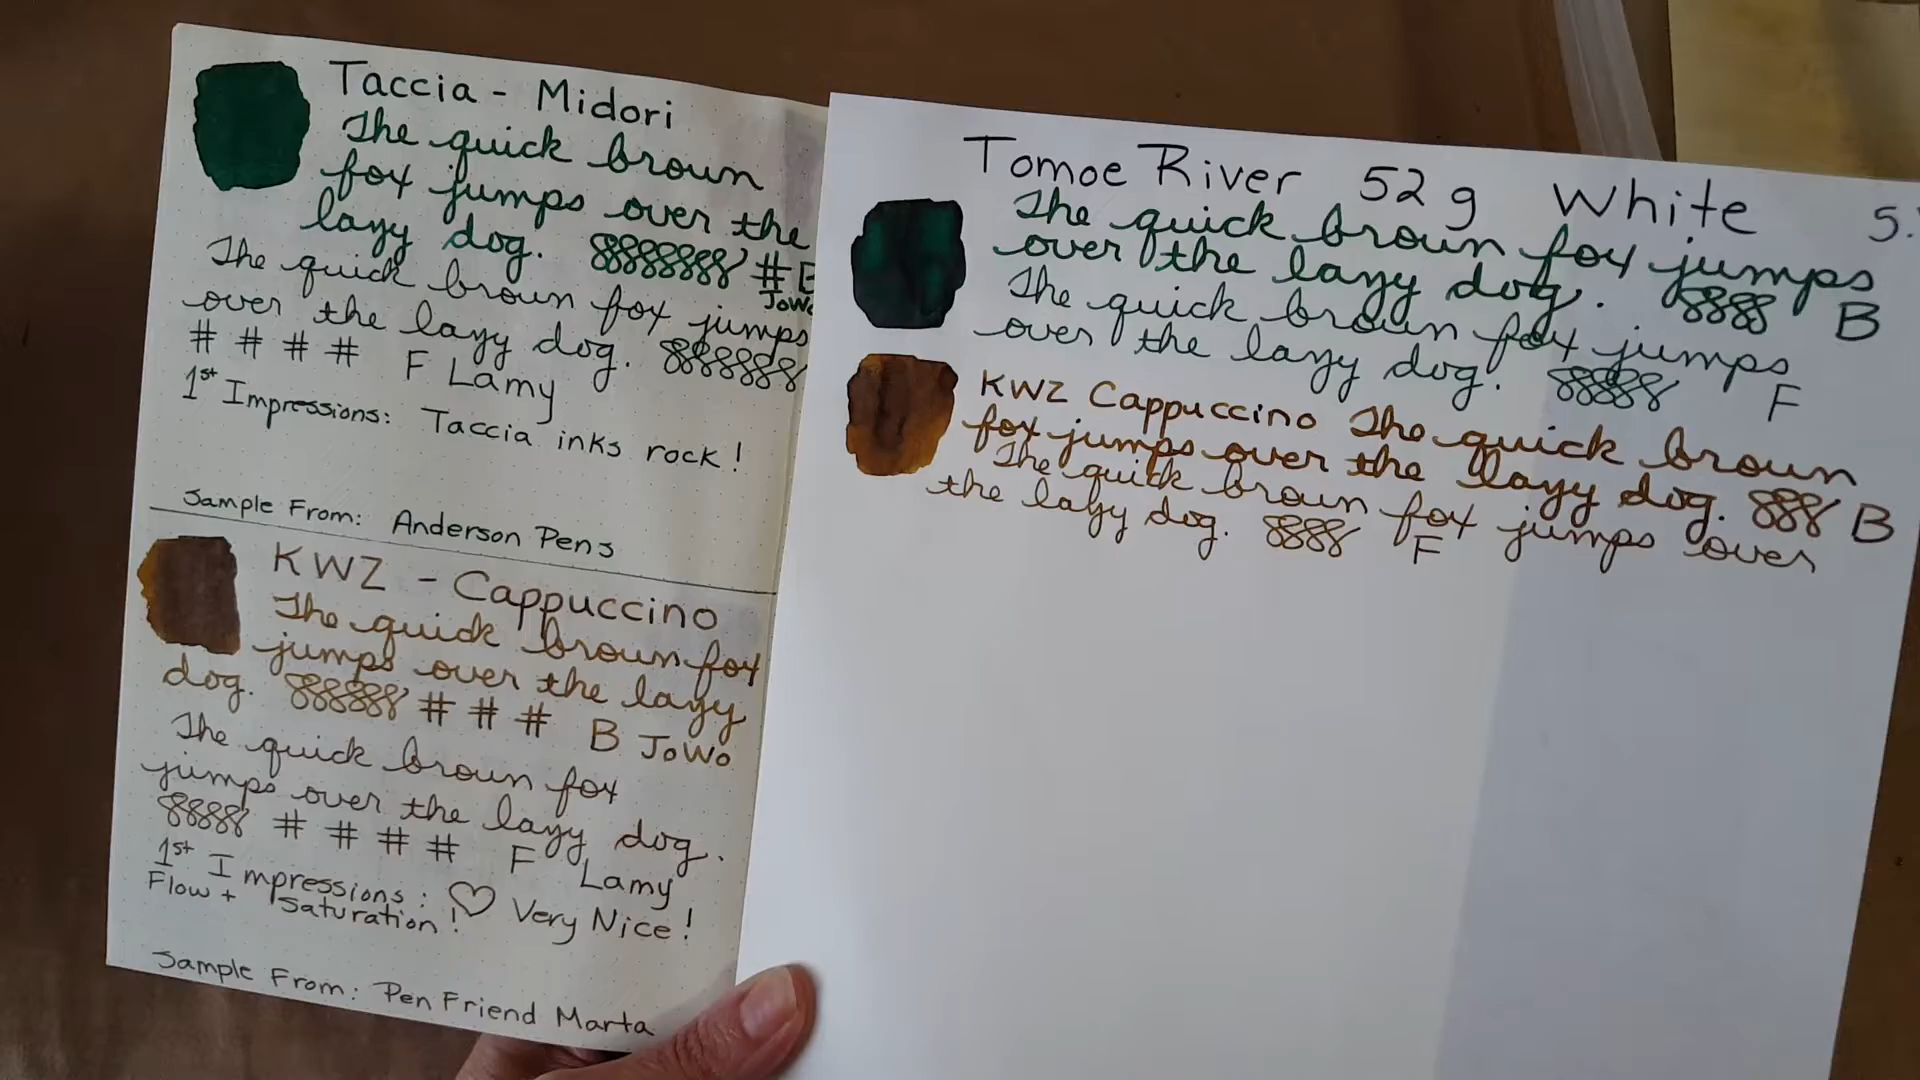 Taccia - Midori
The quick brown
fox jumps over the
lazy dog. 88888888 # B
JoWo
The quick brown fox jumps
over the lazy dog. 8888888
# # # # F Lamy
1st Impressions: Taccia inks rock!
Sample From: Anderson Pens
KWZ - Cappuccino
The quick brown fox
jumps over the lazy
dog. 888888 # # # B JoWo
The quick brown fox
jumps over the lazy dog.
88888 # # # # F Lamy
1st Impressions: ♡ Very Nice!
Flow + Saturation!
Sample From: Pen Friend Marta
Tomoe River 52g White
The quick brown fox jumps
over the lazy dog. 8888 B
The quick brown fox jumps
over the lazy dog. 88888 F
KWZ Cappuccino The quick brown
fox jumps over the lazy dog. 888 B
The quick brown fox jumps over
the lazy dog. 8888 F